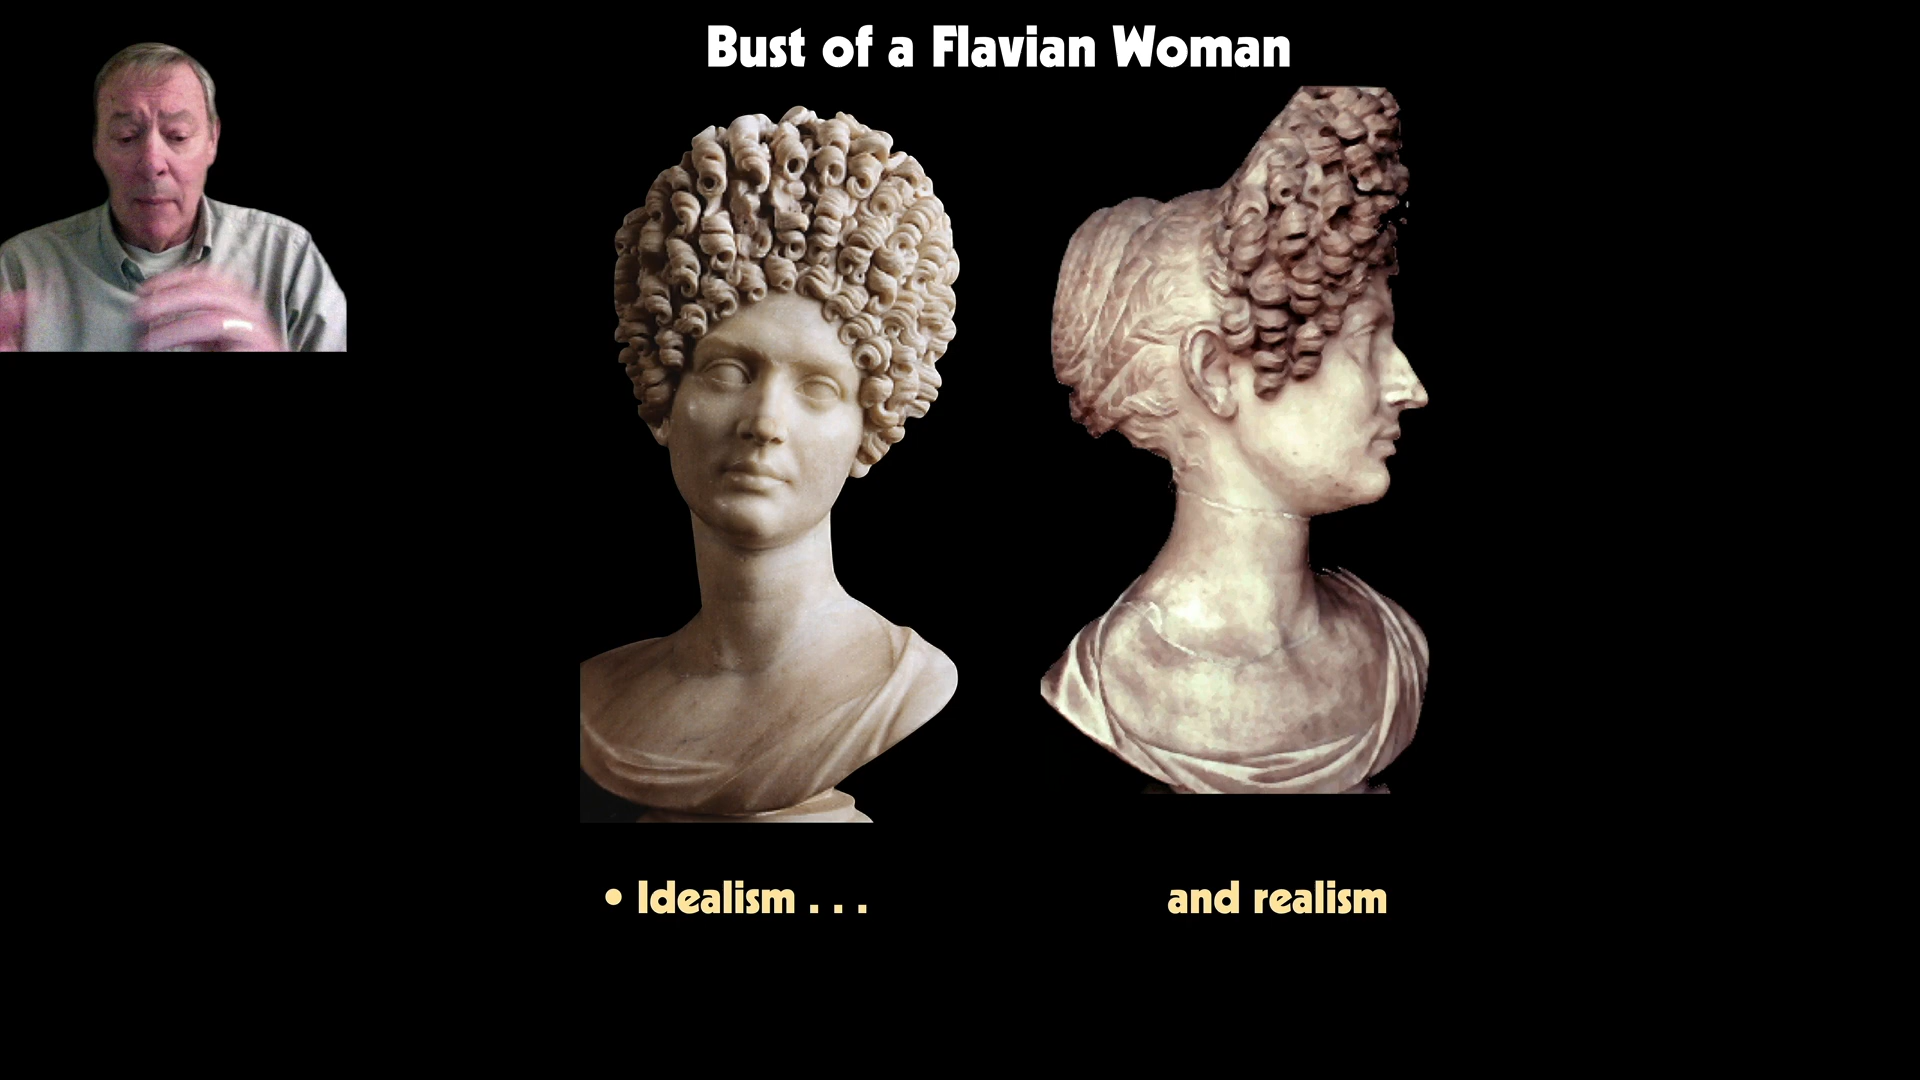 Bust of a Flavian Woman
• Idealism . . .
and realism